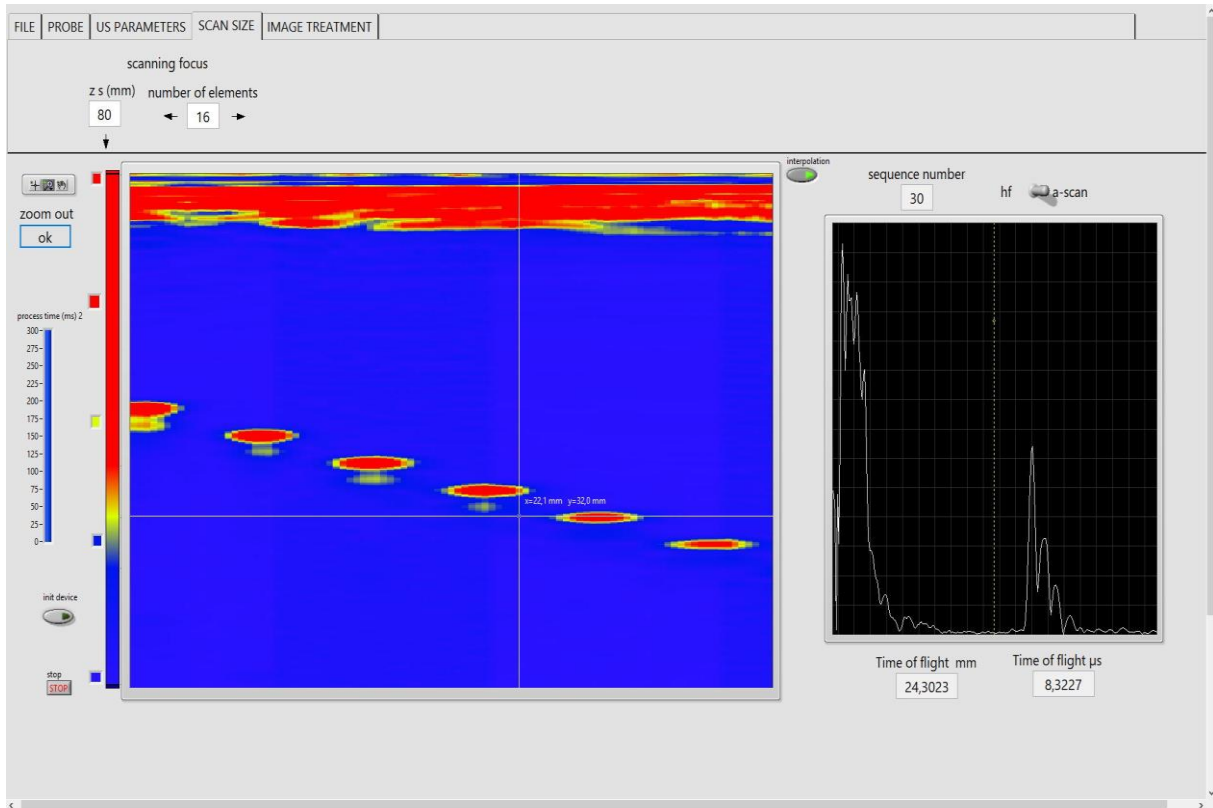 FILE PROBE US PARAMETERS SCAN SIZE IMAGE TREATMENT
scanning focus
z s (mm) number of elements
80 16
interpolation
sequence number
30
hf a-scan
zoom out
ok
process time (ms) 2
300
275
250
225
200
175
150
125
100
75
50
25
0
x=22,1 mm y=32,0 mm
init device
stop
STOP
Time of flight mm Time of flight µs
24,3023 8,3227